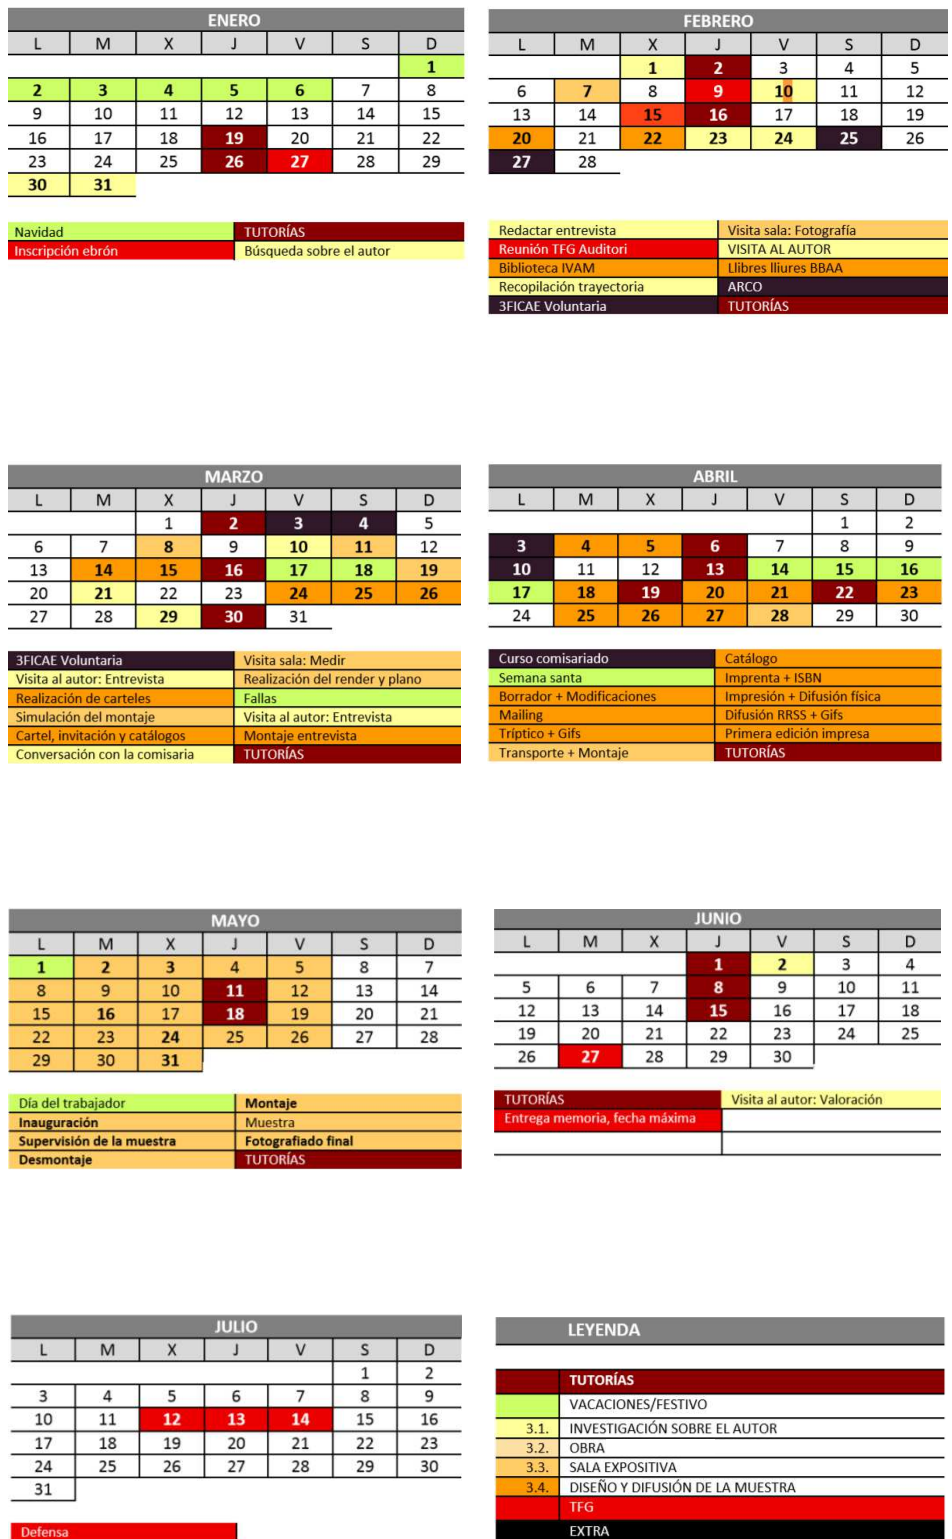 ENERO
L M X J V S D
1
2 3 4 5 6 7 8
9 10 11 12 13 14 15
16 17 18 19 20 21 22
23 24 25 26 27 28 29
30 31
Navidad TUTORÍAS
Inscripción ebrón Búsqueda sobre el autor
FEBRERO
L M X J V S D
1 2 3 4 5
6 7 8 9 10 11 12
13 14 15 16 17 18 19
20 21 22 23 24 25 26
27 28
Redactar entrevista Visita sala: Fotografía
Reunión TFG Auditori VISITA AL AUTOR
Biblioteca IVAM Llibres lliures BBAA
Recopilación trayectoria ARCO
3FICAE Voluntaria TUTORÍAS
MARZO
L M X J V S D
1 2 3 4 5
6 7 8 9 10 11 12
13 14 15 16 17 18 19
20 21 22 23 24 25 26
27 28 29 30 31
3FICAE Voluntaria Visita sala: Medir
Visita al autor: Entrevista Realización del render y plano
Realización de carteles Fallas
Simulación del montaje Visita al autor: Entrevista
Cartel, invitación y catálogos Montaje entrevista
Conversación con la comisaria TUTORÍAS
ABRIL
L M X J V S D
1 2
3 4 5 6 7 8 9
10 11 12 13 14 15 16
17 18 19 20 21 22 23
24 25 26 27 28 29 30
Curso comisariado Catálogo
Semana santa Imprenta + ISBN
Borrador + Modificaciones Impresión + Difusión física
Mailing Difusión RRSS + Gifs
Tríptico + Gifs Primera edición impresa
Transporte + Montaje TUTORÍAS
MAYO
L M X J V S D
1 2 3 4 5 8 7
8 9 10 11 12 13 14
15 16 17 18 19 20 21
22 23 24 25 26 27 28
29 30 31
Día del trabajador Montaje
Inauguración Muestra
Supervisión de la muestra Fotografiado final
Desmontaje TUTORÍAS
JUNIO
L M X J V S D
1 2 3 4
5 6 7 8 9 10 11
12 13 14 15 16 17 18
19 20 21 22 23 24 25
26 27 28 29 30
TUTORÍAS Visita al autor: Valoración
Entrega memoria, fecha máxima
JULIO
L M X J V S D
1 2
3 4 5 6 7 8 9
10 11 12 13 14 15 16
17 18 19 20 21 22 23
24 25 26 27 28 29 30
31
Defensa
LEYENDA
TUTORÍAS
VACACIONES/FESTIVO
3.1. INVESTIGACIÓN SOBRE EL AUTOR
3.2. OBRA
3.3. SALA EXPOSITIVA
3.4. DISEÑO Y DIFUSIÓN DE LA MUESTRA
TFG
EXTRA